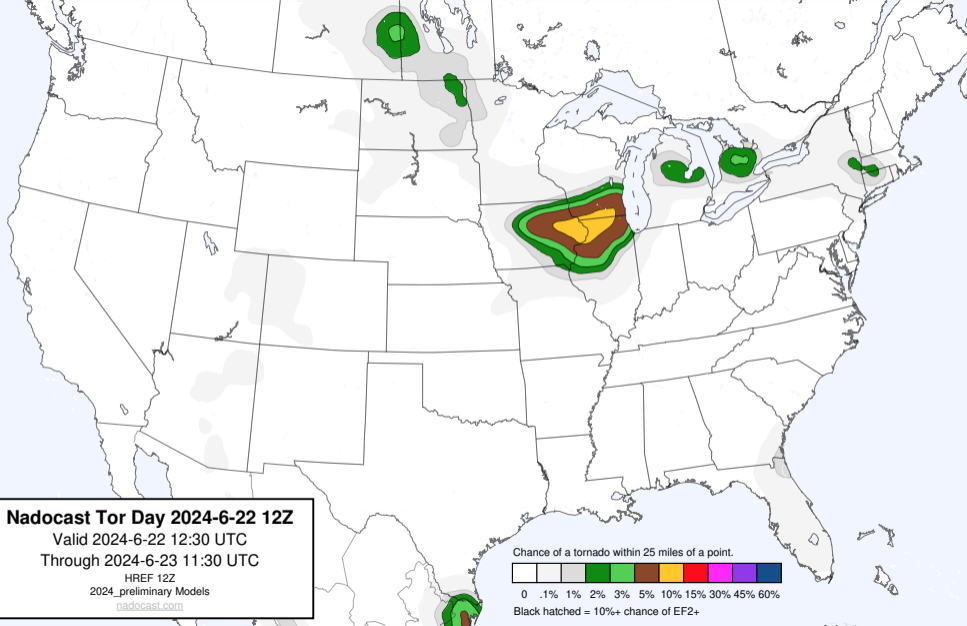 Nadocast Tor Day 2024-6-22 12Z
Valid 2024-6-22 12:30 UTC
Through 2024-6-23 11:30 UTC
HREF 12Z
2024_preliminary Models
nadocast.com
Chance of a tornado within 25 miles of a point.
0 .1% 1% 2% 3% 5% 10% 15% 30% 45% 60%
Black hatched = 10%+ chance of EF2+